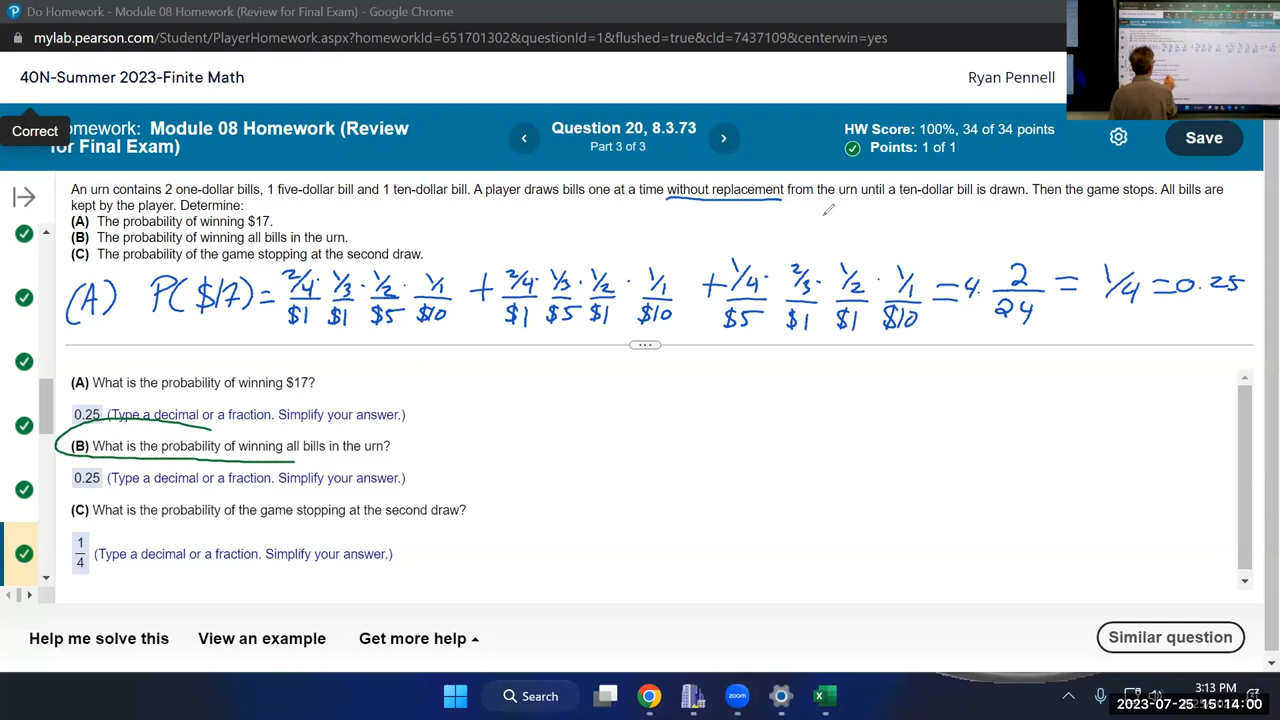 Do Homework - Module 08 Homework (Review for Final Exam) - Google Chrome
mylab.pearson.com/Student/PlayerHomework
=1&flushed=true
centerwin=yes
40N-Summer 2023-Finite Math
Ryan Pennell
Correct
omework: Module 08 Homework (Review
for Final Exam)
Question 20, 8.3.73
Part 3 of 3
HW Score: 100%, 34 of 34 points
Points: 1 of 1
Save
An urn contains 2 one-dollar bills, 1 five-dollar bill and 1 ten-dollar bill. A player draws bills one at a time without replacement from the urn until a ten-dollar bill is drawn. Then the game stops. All bills are
kept by the player. Determine:
(A) The probability of winning $17.
(B) The probability of winning all bills in the urn.
(C) The probability of the game stopping at the second draw.
(A) P($17) = 2/4 · 1/3 · 1/2 · 1/1 + 2/4 · 1/3 · 1/2 · 1/1 + 1/4 · 2/3 · 1/2 · 1/1 = 4 · 2/24 = 1/4 = 0.25
$1 $1 $5 $10 $1 $5 $1 $10 $5 $1 $1 $10
(A) What is the probability of winning $17?
0.25 (Type a decimal or a fraction. Simplify your answer.)
(B) What is the probability of winning all bills in the urn?
0.25 (Type a decimal or a fraction. Simplify your answer.)
(C) What is the probability of the game stopping at the second draw?
1/4 (Type a decimal or a fraction. Simplify your answer.)
Help me solve this
View an example
Get more help
Similar question
Search
zoom
3:13 PM
2023-07-25 15:14:00